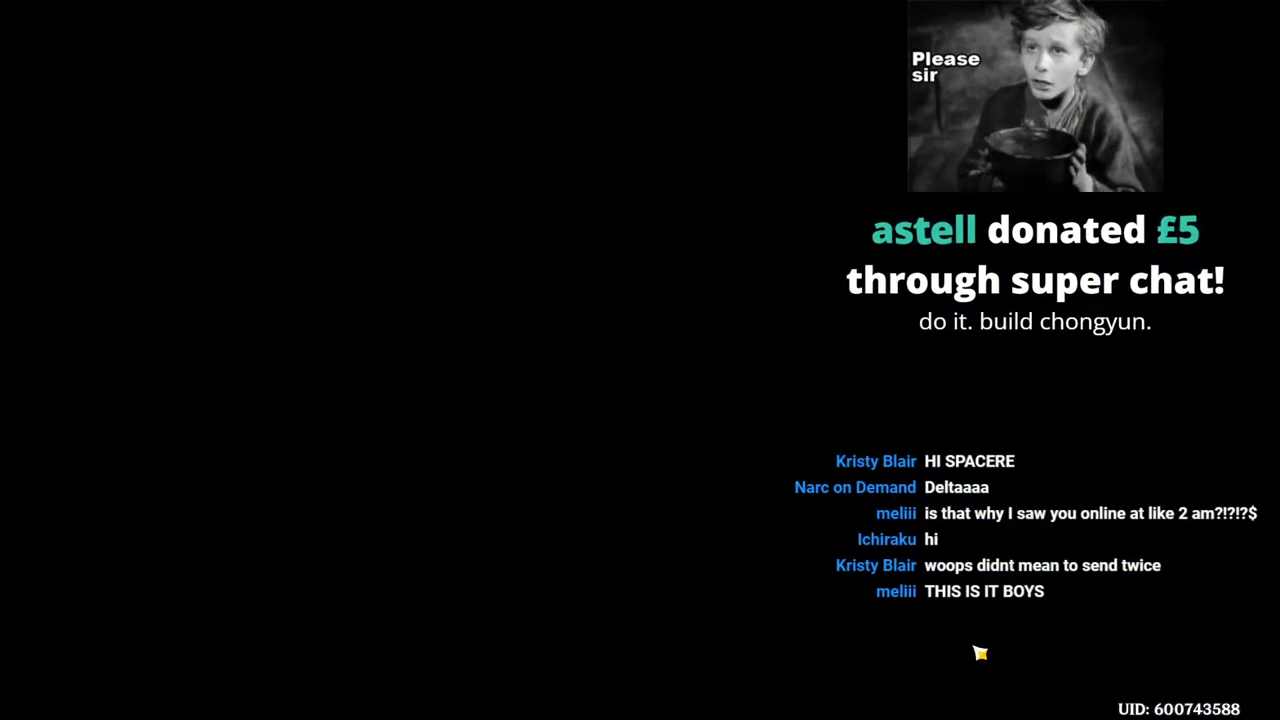 Please
sir
astell donated £5
through super chat!
do it. build chongyun.
Kristy Blair HI SPACERE
Narc on Demand Deltaaaa
meliii is that why I saw you online at like 2 am?!?!?$
Ichiraku hi
Kristy Blair woops didnt mean to send twice
meliii THIS IS IT BOYS
UID: 600743588